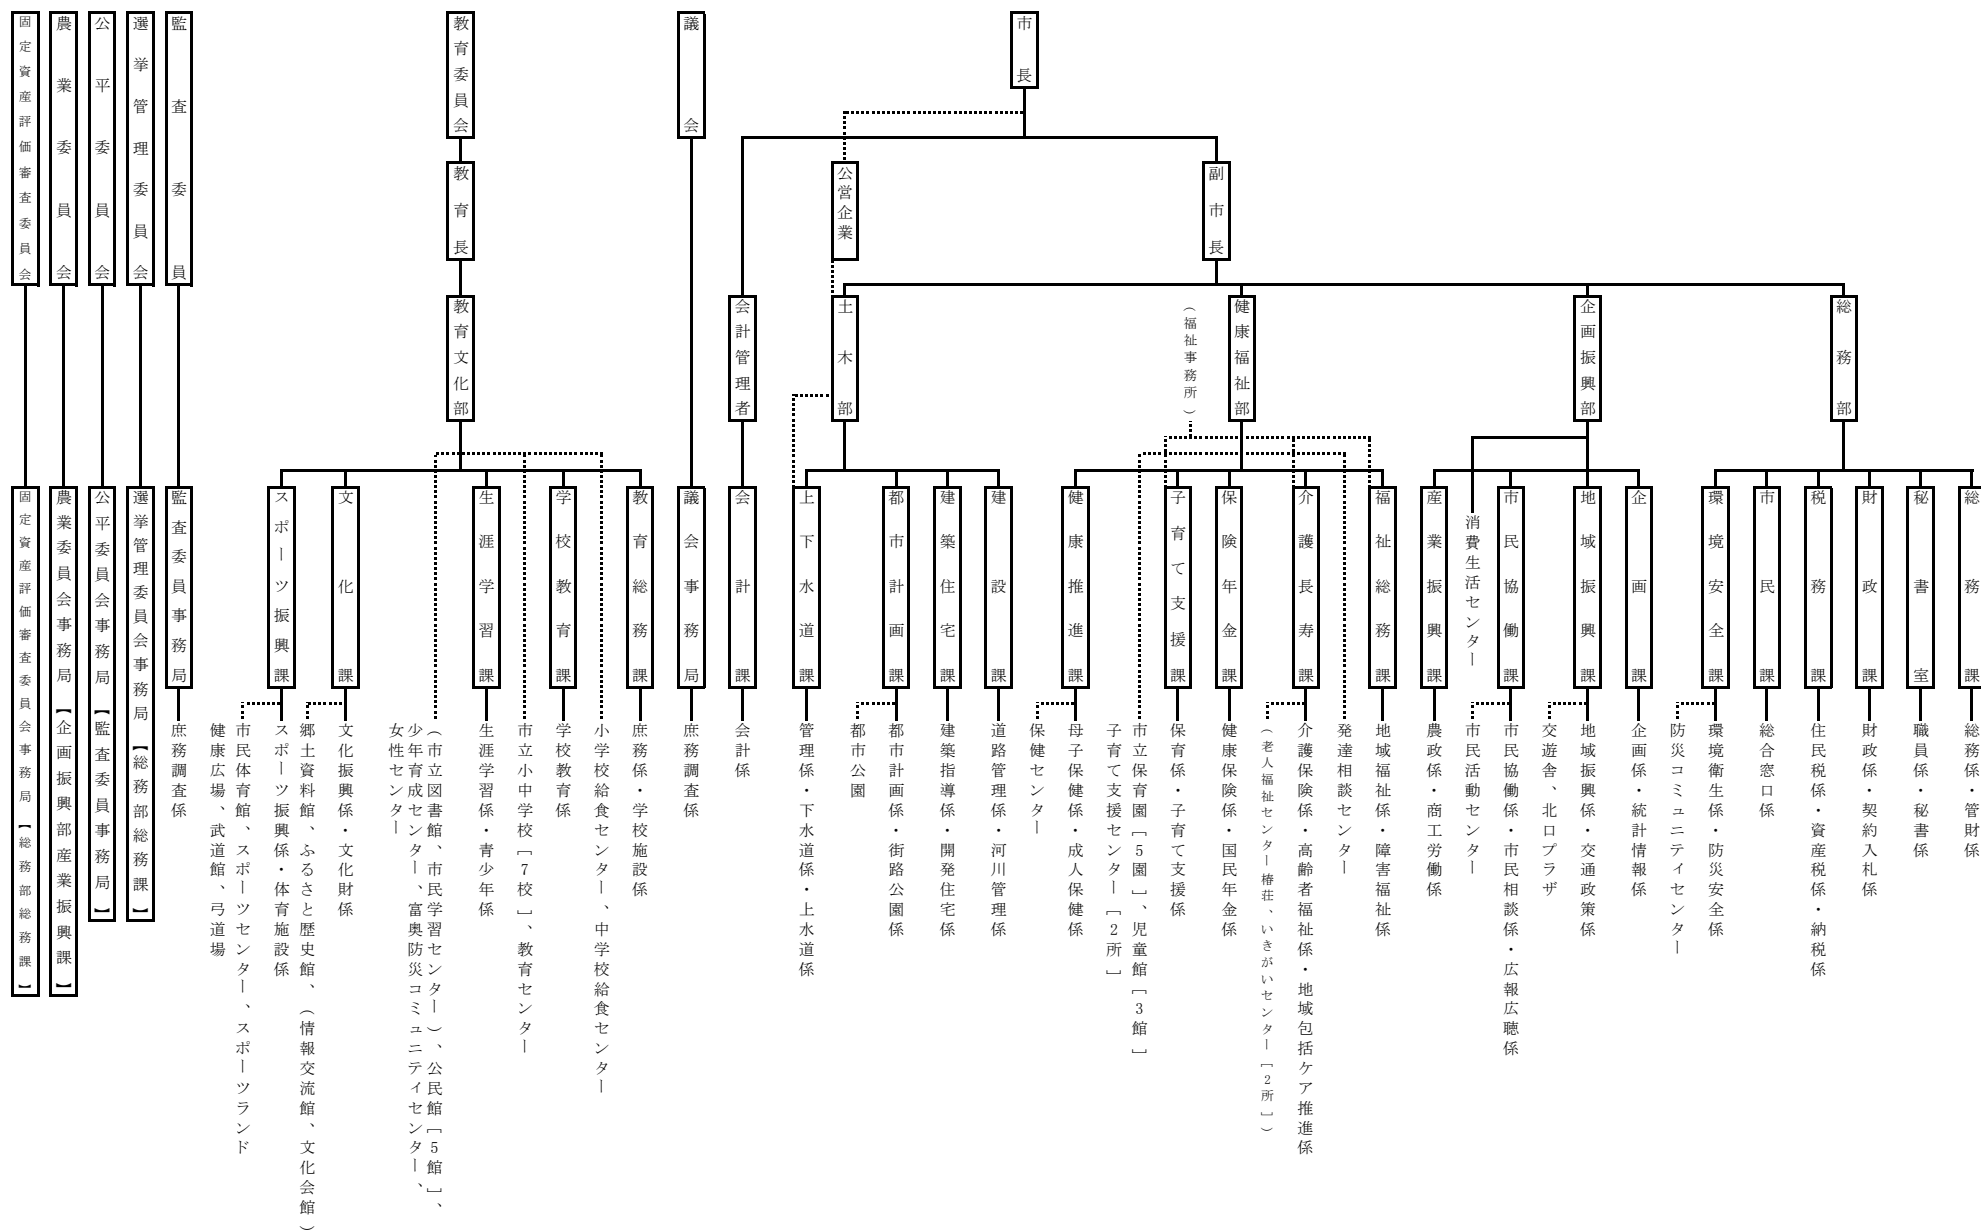 市長
副市長
公営企業
総務部
企画振興部
健康福祉部
（福祉事務所）
土木部
会計管理者
総務課
秘書室
財政課
税務課
市民課
環境安全課
企画課
地域振興課
市民協働課
消費生活センター
産業振興課
福祉総務課
介護長寿課
保険年金課
子育て支援課
健康推進課
建設課
建築住宅課
都市計画課
上下水道課
会計課
総務係・管財係
職員係・秘書係
財政係・契約入札係
住民税係・資産税係・納税係
総合窓口係
環境衛生係・防災安全係
防災コミュニティセンター
企画係・統計情報係
地域振興係・交通政策係
交遊舎、北口プラザ
市民協働係・市民相談係・広報広聴係
市民活動センター
農政係・商工労働係
地域福祉係・障害福祉係
発達相談センター
介護保険係・高齢者福祉係・地域包括ケア推進係
（老人福祉センター椿荘、いきがいセンター［2所］）
健康保険係・国民年金係
保育係・子育て支援係
市立保育園［5園］、児童館［3館］
子育て支援センター［2所］
母子保健係・成人保健係
保健センター
道路管理係・河川管理係
建築指導係・開発住宅係
都市計画係・街路公園係
都市公園
管理係・下水道係・上水道係
会計係
議会
議会事務局
庶務調査係
教育委員会
教育長
教育文化部
教育総務課
学校教育課
生涯学習課
文化課
スポーツ振興課
庶務係・学校施設係
小学校給食センター、中学校給食センター
学校教育係
市立小中学校［7校］、教育センター
生涯学習係・青少年係
（市立図書館、市民学習センター）、公民館［5館］、
少年育成センター、富奥防災コミュニティセンター、
女性センター
文化振興係・文化財係
郷土資料館、ふるさと歴史館、（情報交流館、文化会館）
スポーツ振興係・体育施設係
市民体育館、スポーツセンター、スポーツランド
健康広場、武道館、弓道場
監査委員
監査委員事務局
庶務調査係
選挙管理委員会
選挙管理委員会事務局【総務部総務課】
公平委員会
公平委員会事務局【監査委員事務局】
農業委員会
農業委員会事務局【企画振興部産業振興課】
固定資産評価審査委員会
固定資産評価審査委員会事務局【総務部総務課】